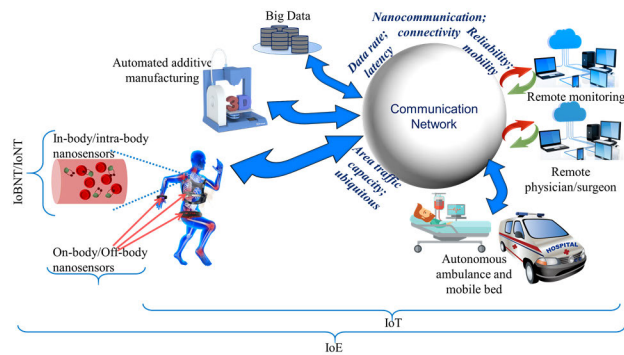 Big Data
Nanocommunication;
connectivity
Data rate;
latency
Reliability;
mobility
Automated additive
manufacturing
3D
Communication
Network
Remote monitoring
In-body/intra-body
nanosensors
IoBNT/IoNT
Area traffic
capacity;
ubiquitous
Remote
physician/surgeon
HOSPITAL
On-body/Off-body
nanosensors
Autonomous
ambulance and
mobile bed
IoT
IoE